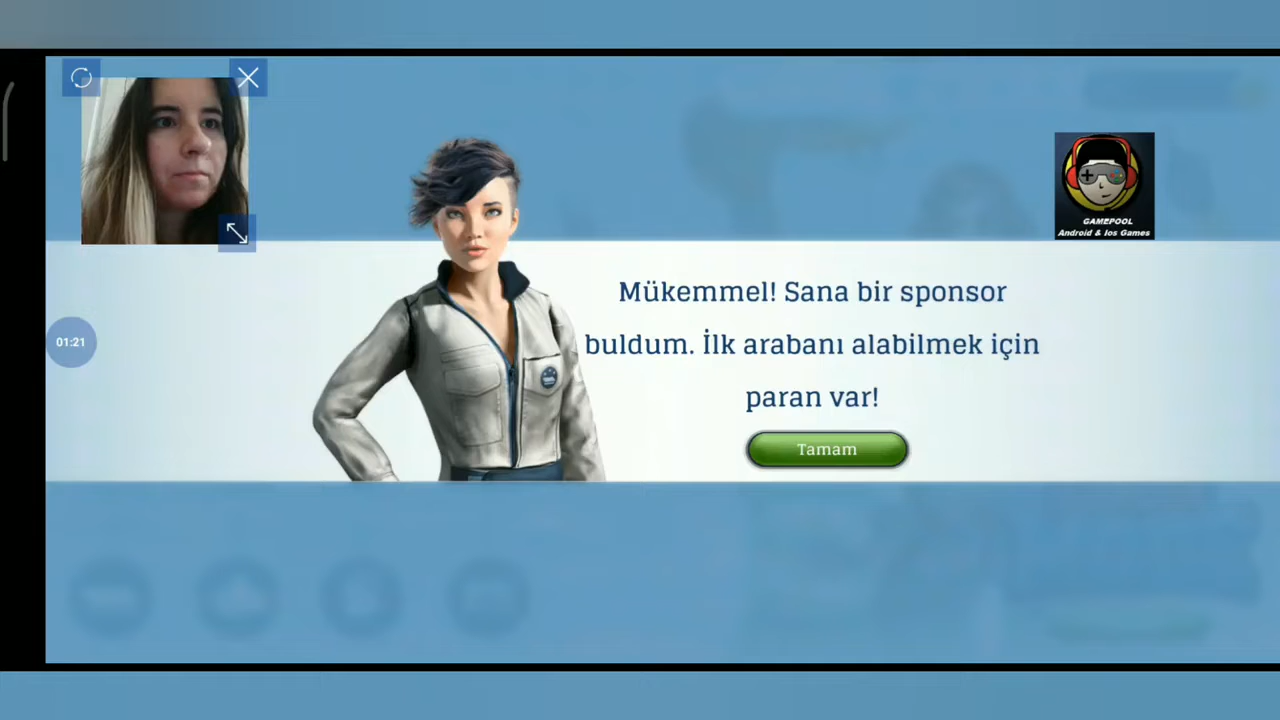 GAMEPOOL
Android & Ios Games
Mükemmel! Sana bir sponsor
buldum. İlk arabanı alabilmek için
paran var!
01:21
Tamam